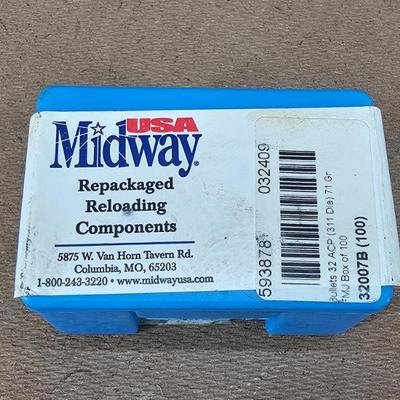 USA
Midway®
Repackaged
Reloading
Components
5875 W. Van Horn Tavern Rd.
Columbia, MO, 65203
1-800-243-3220 • www.midwayusa.com
593878 032409
Bullets 32 ACP (311 Dia) 71 Gr
FMJ Box of 100
32007B (100)